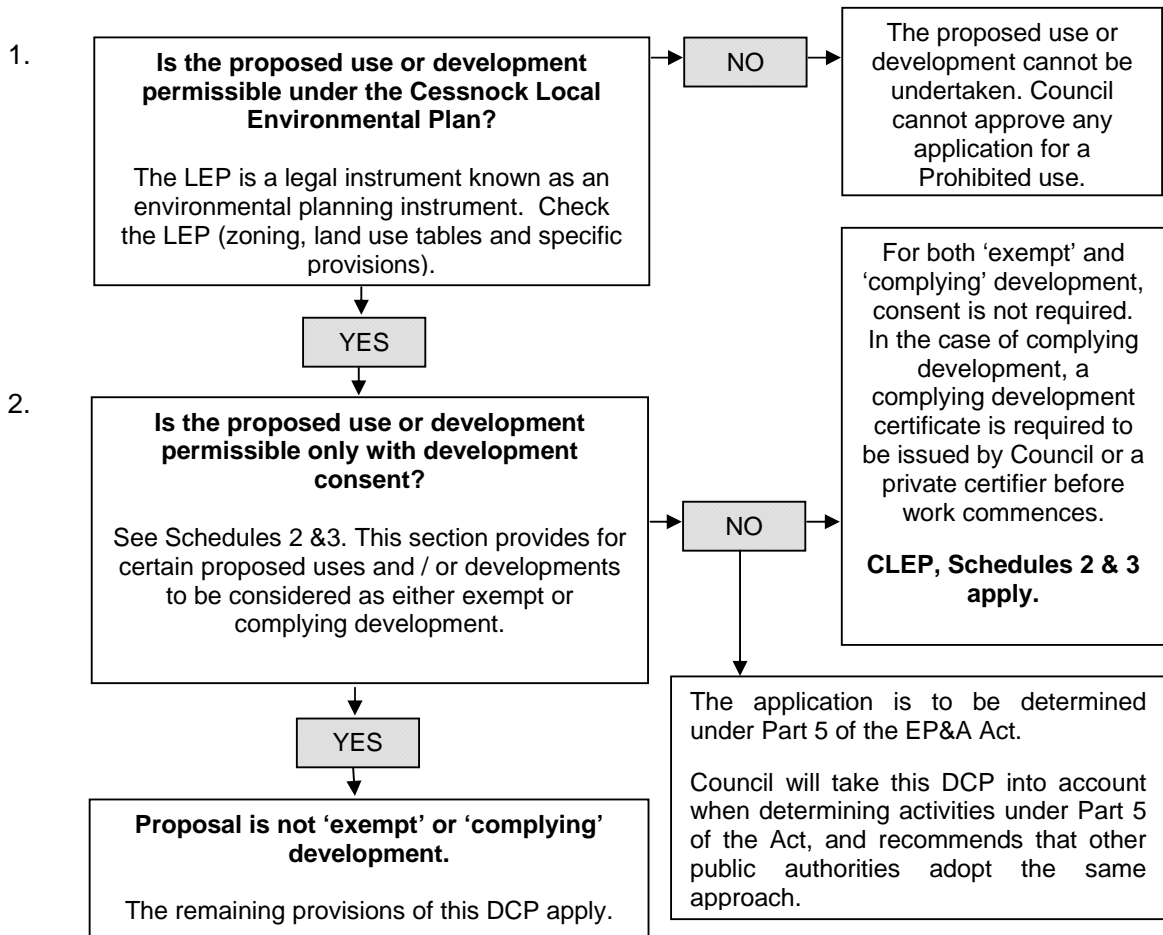 1.
Is the proposed use or development
permissible under the Cessnock Local
Environmental Plan?
The LEP is a legal instrument known as an
environmental planning instrument.  Check
the LEP (zoning, land use tables and specific
provisions).
NO
The proposed use or
development cannot be
undertaken. Council
cannot approve any
application for a
Prohibited use.
YES
2.
Is the proposed use or development
permissible only with development
consent?
See Schedules 2 &3. This section provides for
certain proposed uses and / or developments
to be considered as either exempt or
complying development.
NO
For both ‘exempt’ and
‘complying’ development,
consent is not required.
In the case of complying
development, a
complying development
certificate is required to
be issued by Council or a
private certifier before
work commences.
CLEP, Schedules 2 & 3
apply.
The application is to be determined
under Part 5 of the EP&A Act.
Council will take this DCP into account
when determining activities under Part 5
of the Act, and recommends that other
public authorities adopt the same
approach.
YES
Proposal is not ‘exempt’ or ‘complying’
development.
The remaining provisions of this DCP apply.